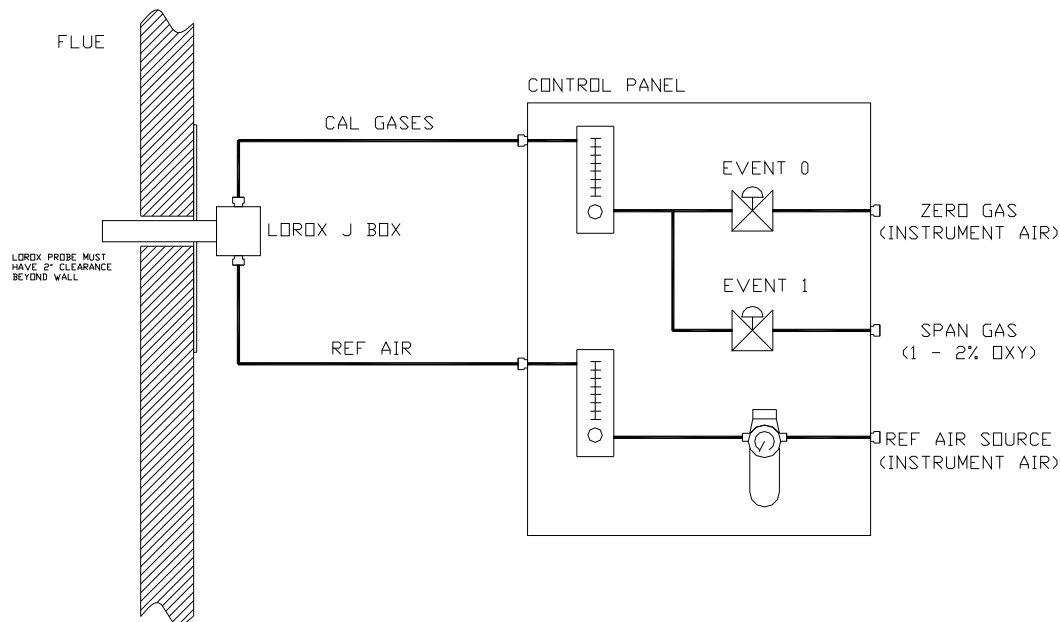 FLUE
CONTROL PANEL
CAL GASES
EVENT 0
ZERO GAS
(INSTRUMENT AIR)
LOROX J BOX
LOROX PROBE MUST
HAVE 2" CLEARANCE
BEYOND WALL
EVENT 1
SPAN GAS
(1 - 2% OXY)
REF AIR
REF AIR SOURCE
(INSTRUMENT AIR)